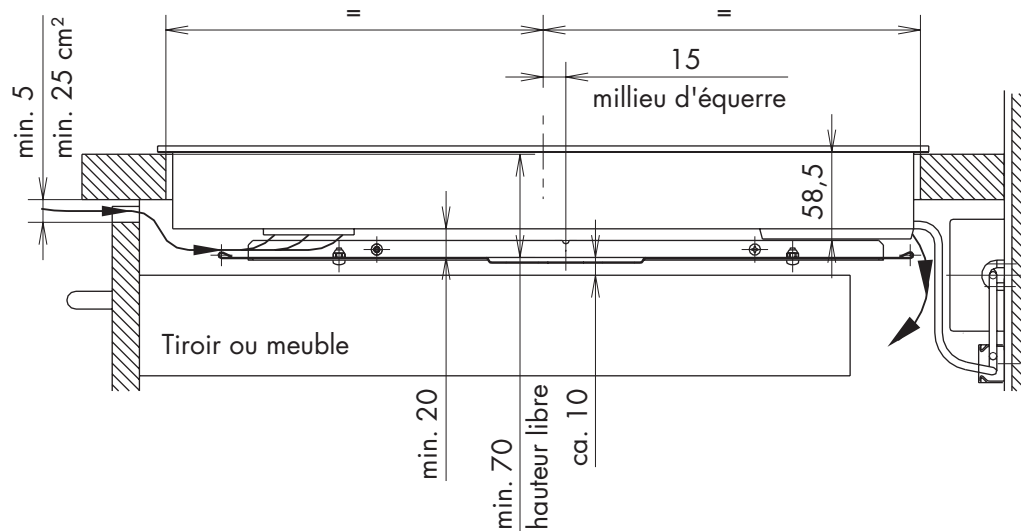 =
=
min. 5
min. 25 cm²
15
millieu d'équerre
58,5
Tiroir ou meuble
min. 20
min. 70
hauteur libre
ca. 10